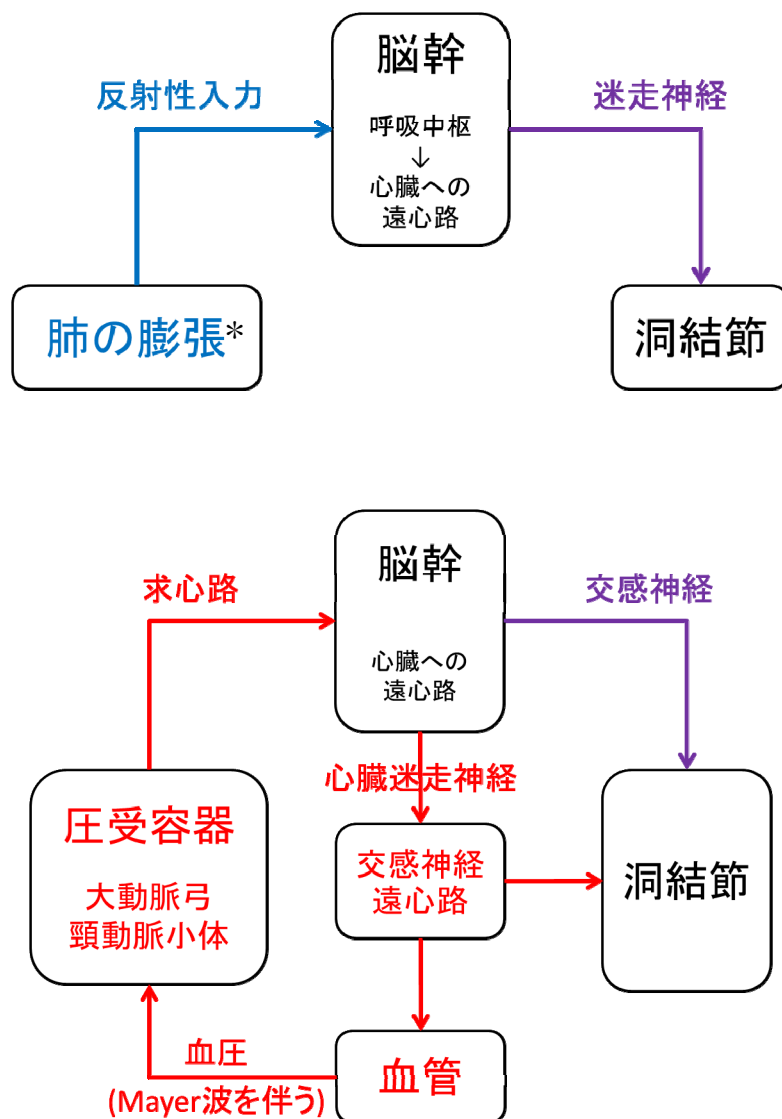 脳幹
反射性入力
迷走神経
呼吸中枢
↓
心臓への
遠心路
肺の膨張*
洞結節
脳幹
求心路
交感神経
心臓への
遠心路
心臓迷走神経
圧受容器
大動脈弓
頸動脈小体
交感神経
遠心路
洞結節
血圧
(Mayer波を伴う)
血管